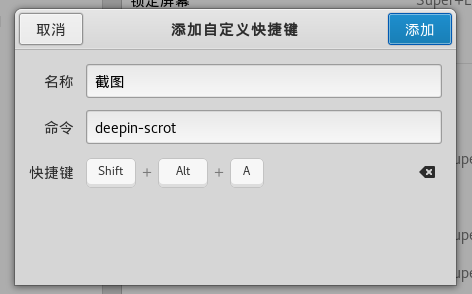 锁定屏幕
取消 添加自定义快捷键 添加
名称 截图
命令 deepin-scrot
快捷键 Shift + Alt + A